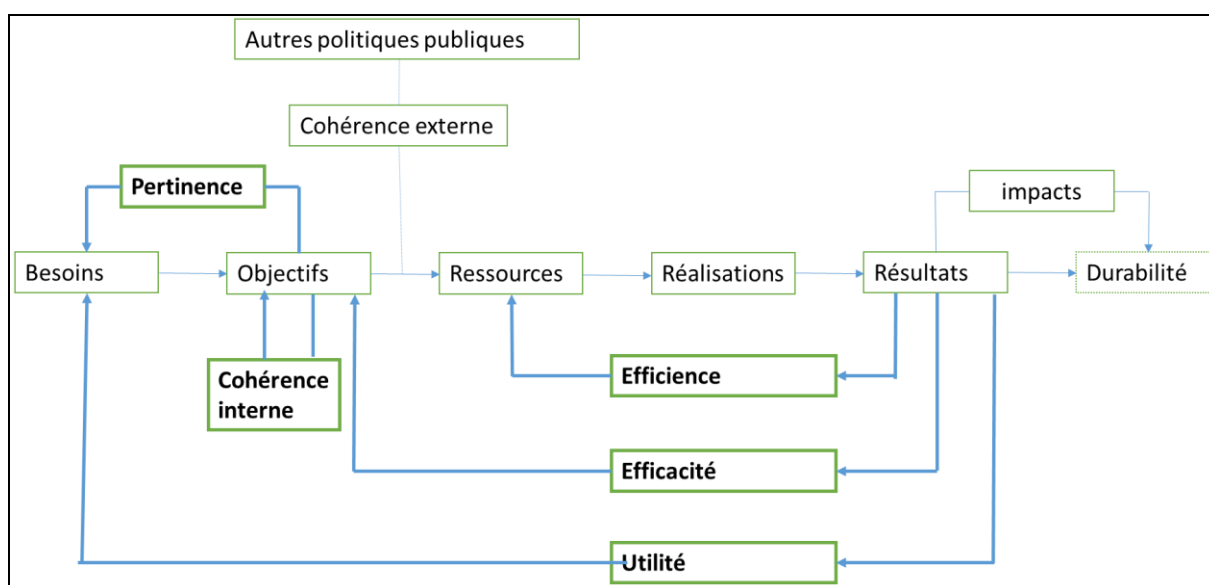 Autres politiques publiques
Cohérence externe
Pertinence
impacts
Besoins
Objectifs
Ressources
Réalisations
Résultats
Durabilité
Cohérence
interne
Efficience
Efficacité
Utilité